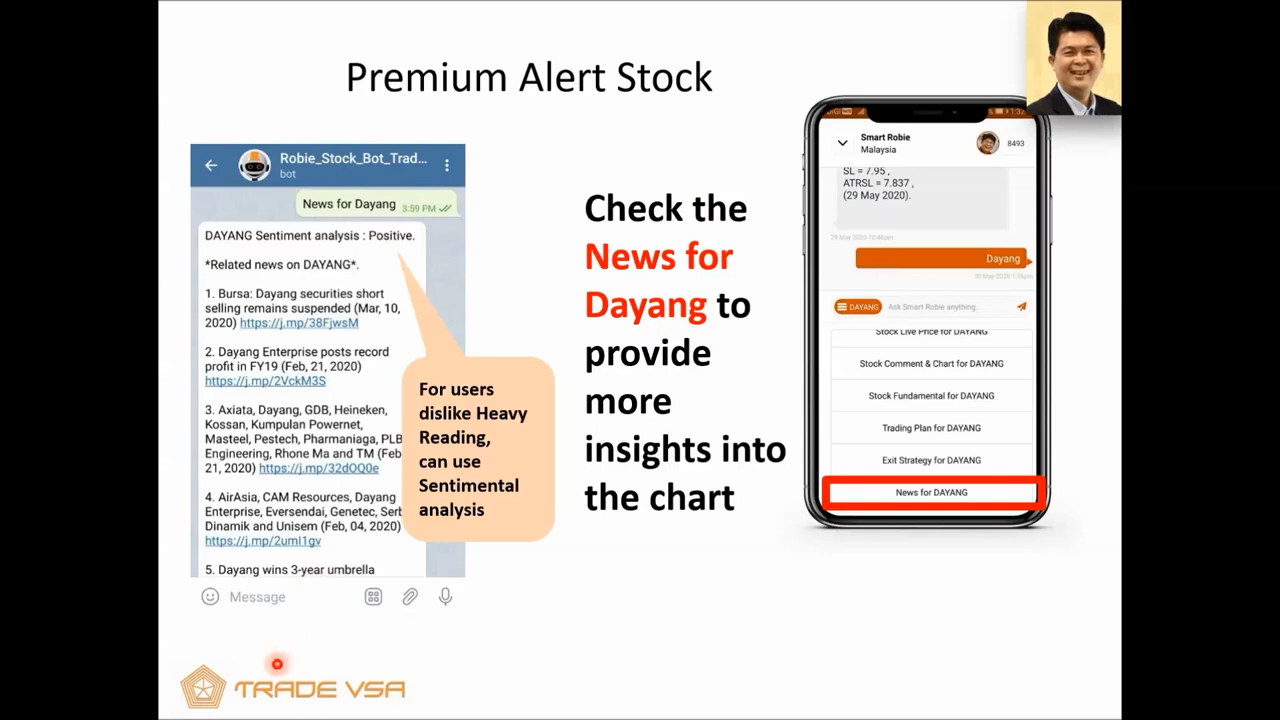 Premium Alert Stock
Robie_Stock_Bot_Trad...
bot
News for Dayang 3:59 PM
DAYANG Sentiment analysis : Positive.
*Related news on DAYANG*.
1. Bursa: Dayang securities short
selling remains suspended (Mar, 10,
2020) https://j.mp/38FjwsM
2. Dayang Enterprise posts record
profit in FY19 (Feb, 21, 2020)
https://j.mp/2VckM3S
3. Axiata, Dayang, GDB, Heineken,
Kossan, Kumpulan Powernet,
Masteel, Pestech, Pharmaniaga, PLB
Engineering, Rhone Ma and TM (Feb
21, 2020) https://j.mp/32dOQ0e
4. AirAsia, CAM Resources, Dayang
Enterprise, Eversendai, Genetec, Serb
Dinamik and Unisem (Feb, 04, 2020)
https://j.mp/2uml1gv
5. Dayang wins 3-year umbrella
Message
For users
dislike Heavy
Reading,
can use
Sentimental
analysis
Check the
News for
Dayang to
provide
more
insights into
the chart
1:32
Smart Robie
Malaysia
8493
SL = 7.95 ,
ATRSL = 7.837 ,
(29 May 2020).
29 May 2020 10:46am
Dayang
DAYANG Ask Smart Robie anything,
Stock Live Price for DAYANG
Stock Comment & Chart for DAYANG
Stock Fundamental for DAYANG
Trading Plan for DAYANG
Exit Strategy for DAYANG
News for DAYANG
TRADE VSA